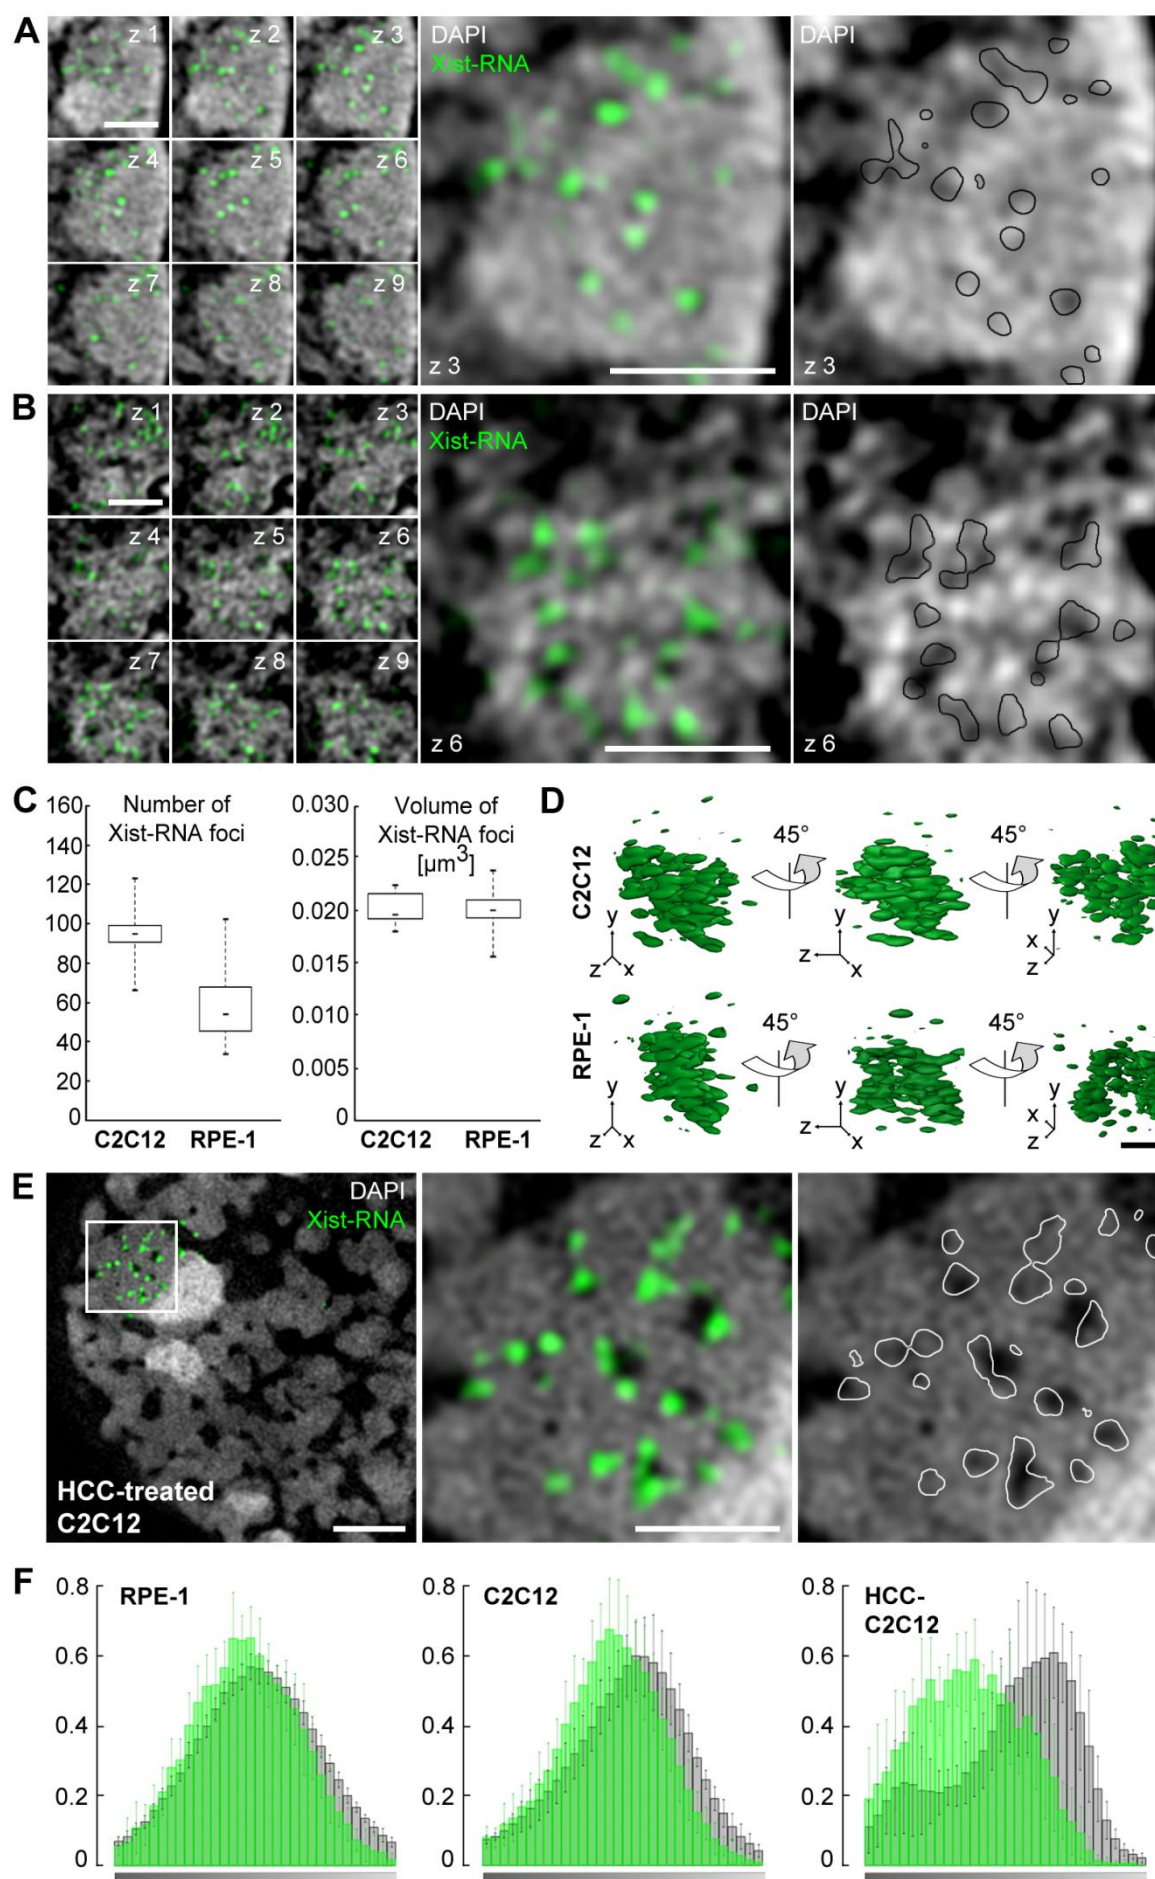 A
z 1
z 2
z 3
z 4
z 5
z 6
z 7
z 8
z 9
DAPI
Xist-RNA
z 3
DAPI
z 3
B
z 1
z 2
z 3
z 4
z 5
z 6
z 7
z 8
z 9
DAPI
Xist-RNA
z 6
DAPI
z 6
C
Number of
Xist-RNA foci
160
140
120
100
80
60
40
20
0
C2C12 RPE-1
Volume of
Xist-RNA foci
[µm3]
0.030
0.025
0.020
0.015
0.010
0.005
0
C2C12 RPE-1
D
C2C12
45°
45°
y
z x
y
z x
y
x
z
RPE-1
45°
45°
y
z x
y
z x
y
x
z
E
DAPI
Xist-RNA
HCC-treated
C2C12
F
RPE-1
0.8
0.6
0.4
0.2
0
C2C12
0.8
0.6
0.4
0.2
0
HCC-
C2C12
0.8
0.6
0.4
0.2
0